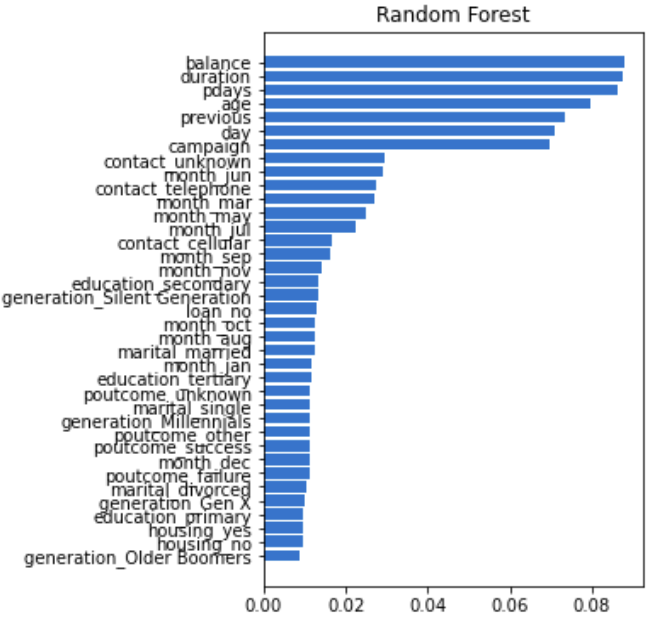 Random Forest
balance
duration
pdays
age
previous
day
campaign
contact_unknown
month_jun
contact_telephone
month_mar
month_may
month_jul
contact_cellular
month_sep
month_nov
education_secondary
generation_Silent Generation
loan_no
month_oct
month_aug
marital_married
month_jan
education_tertiary
poutcome_unknown
marital_single
generation_Millennials
poutcome_other
poutcome_success
month_dec
poutcome_failure
marital_divorced
generation_Gen X
education_primary
housing_yes
housing_no
generation_Older Boomers
0.00 0.02 0.04 0.06 0.08